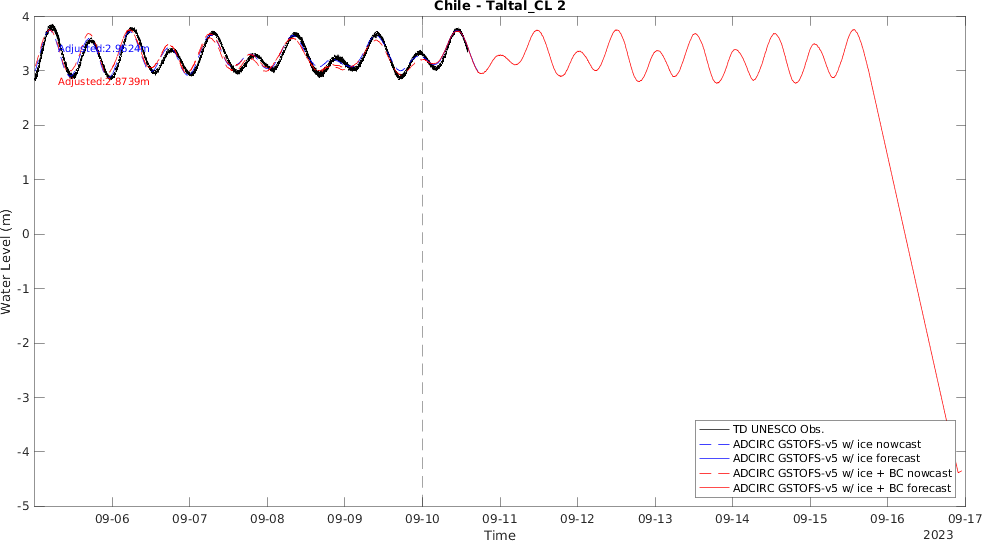 Chile - Taltal_CL 2
4
3
2
1
0
-1
-2
-3
-4
-5
Water Level (m)
Adjusted:2.9524m
Adjusted:2.8739m
TD UNESCO Obs.
ADCIRC GSTOFS-v5 w/ ice nowcast
ADCIRC GSTOFS-v5 w/ ice forecast
ADCIRC GSTOFS-v5 w/ ice + BC nowcast
ADCIRC GSTOFS-v5 w/ ice + BC forecast
09-06 09-07 09-08 09-09 09-10 09-11 09-12 09-13 09-14 09-15 09-16 09-17
Time
2023